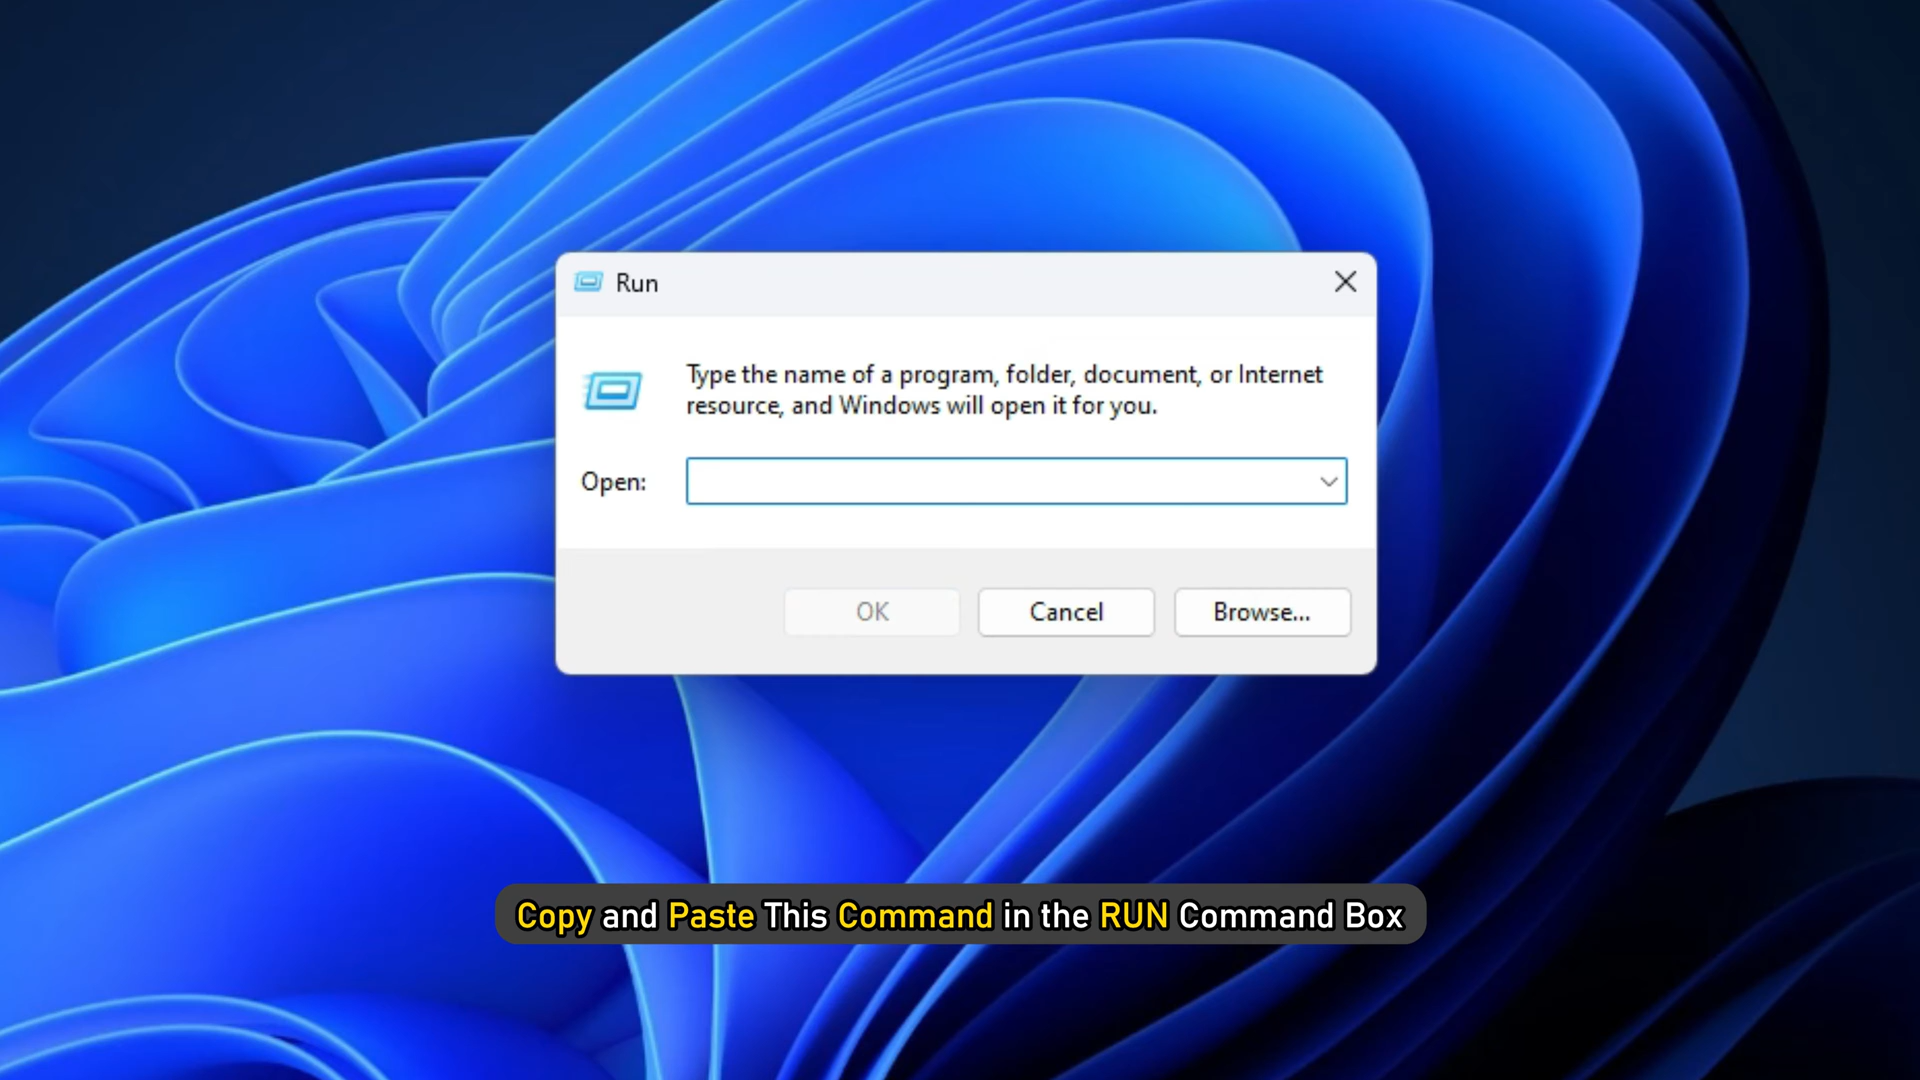 Run
Type the name of a program, folder, document, or Internet
resource, and Windows will open it for you.
Open:
OK
Cancel
Browse...
Copy and Paste This Command in the RUN Command Box